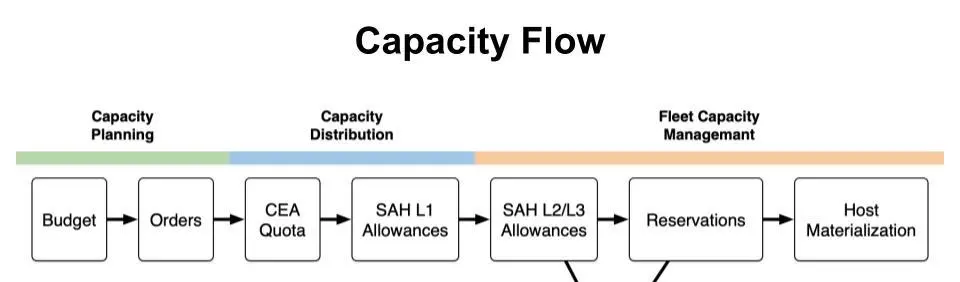 Capacity Flow
Capacity
Planning
Capacity
Distribution
Fleet Capacity
Management
Budget
Orders
CEA
Quota
SAH L1
Allowances
SAH L2/L3
Allowances
Reservations
Host
Materialization